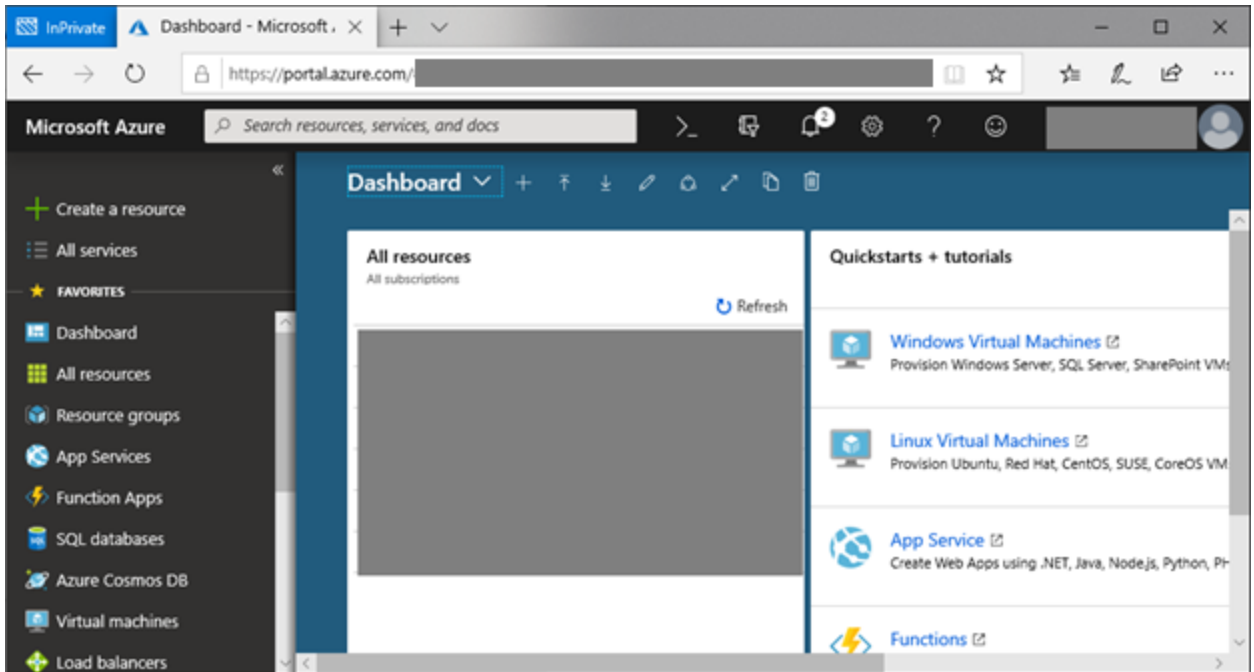 InPrivate
Dashboard - Microsoft
https://portal.azure.com/
Microsoft Azure
Search resources, services, and docs
2
Dashboard
Create a resource
All services
FAVORITES
Dashboard
All resources
Resource groups
App Services
Function Apps
SQL databases
Azure Cosmos DB
Virtual machines
Load balancers
All resources
All subscriptions
Refresh
Quickstarts + tutorials
Windows Virtual Machines
Provision Windows Server, SQL Server, SharePoint VMs
Linux Virtual Machines
Provision Ubuntu, Red Hat, CentOS, SUSE, CoreOS VM
App Service
Create Web Apps using .NET, Java, Node.js, Python, PH
Functions